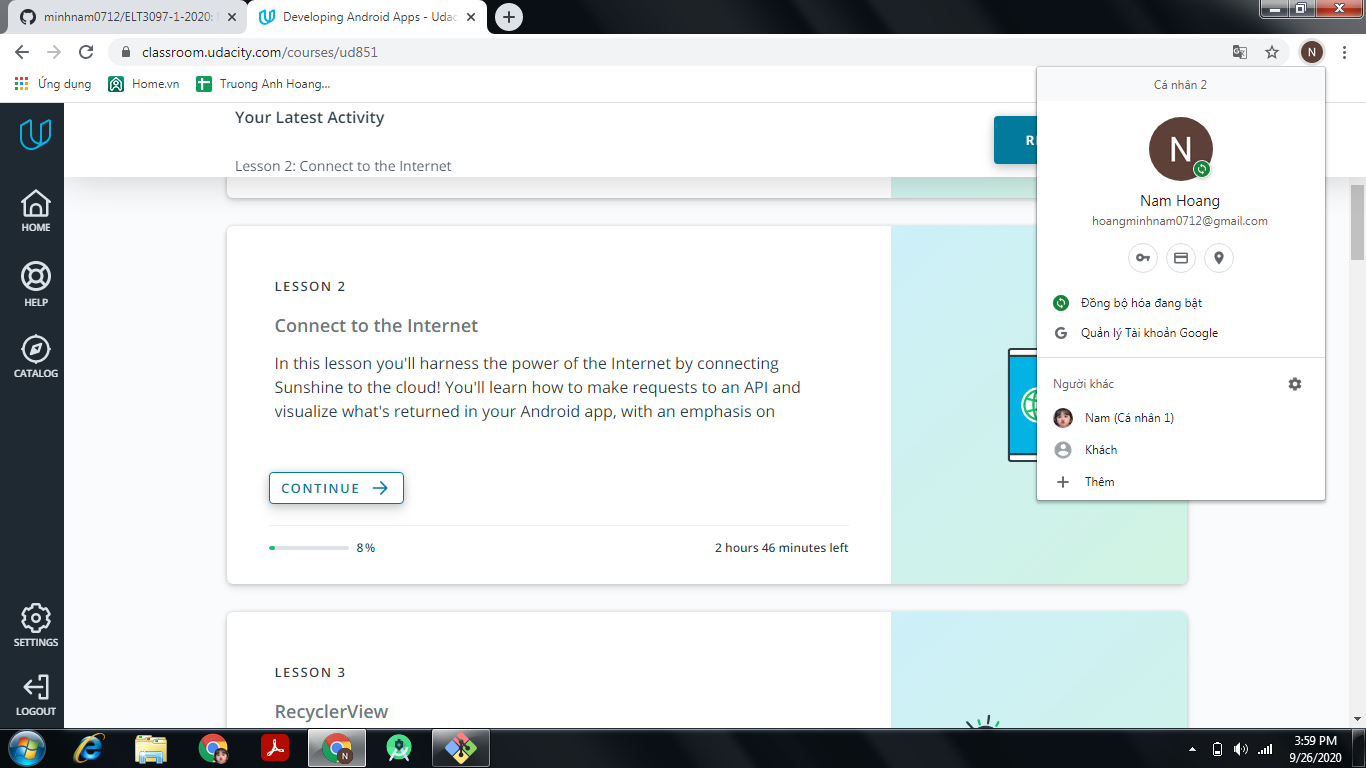 minhnam0712/ELT3097-1-2020:
Developing Android Apps - Udac
classroom.udacity.com/courses/ud851
N
Ứng dụng
Home.vn
Truong Anh Hoang...
Cá nhân 2
N
Nam Hoang
hoangminhnam0712@gmail.com
Đồng bộ hóa đang bật
G Quản lý Tài khoản Google
Người khác
Nam (Cá nhân 1)
Khách
Thêm
HOME
HELP
CATALOG
SETTINGS
LOGOUT
Your Latest Activity
Lesson 2: Connect to the Internet
LESSON 2
Connect to the Internet
In this lesson you'll harness the power of the Internet by connecting
Sunshine to the cloud! You'll learn how to make requests to an API and
visualize what's returned in your Android app, with an emphasis on
CONTINUE
8%
2 hours 46 minutes left
LESSON 3
RecyclerView
N
3:59 PM
9/26/2020